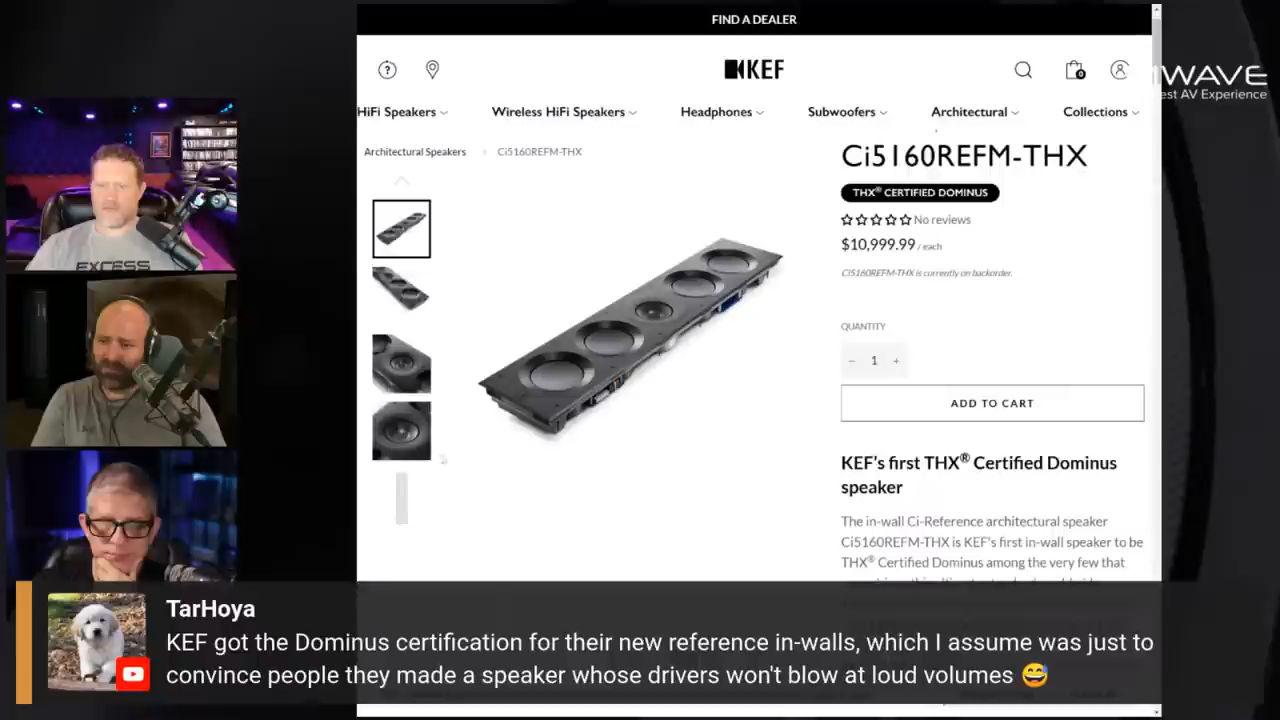 FIND A DEALER
KEF
0
WAVE
est AV Experience
HiFi Speakers
Wireless HiFi Speakers
Headphones
Subwoofers
Architectural
Collections
Architectural Speakers
Ci5160REFM-THX
Ci5160REFM-THX
THX® CERTIFIED DOMINUS
No reviews
$10,999.99 / each
Ci5160REFM-THX is currently on backorder.
QUANTITY
− 1 +
ADD TO CART
KEF's first THX® Certified Dominus
speaker
The in-wall Ci-Reference architectural speaker
Ci5160REFM-THX is KEF's first in-wall speaker to be
THX® Certified Dominus among the very few that
EXCESS
TarHoya
KEF got the Dominus certification for their new reference in-walls, which I assume was just to
convince people they made a speaker whose drivers won't blow at loud volumes 😅